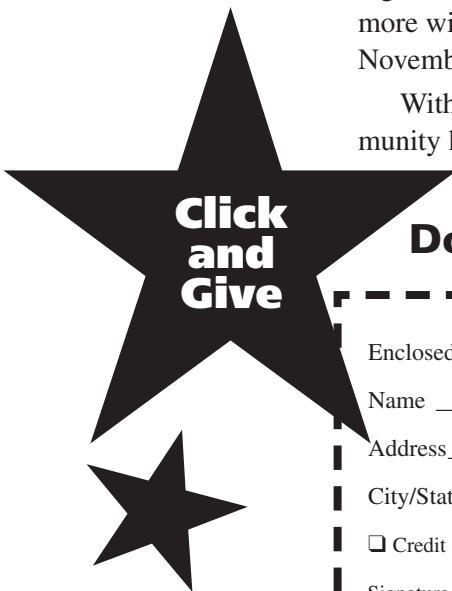 more wi
Novemb
With
munity
Click
and
Give
Do
Enclosed
Name
Address
City/Stat
❑ Credit